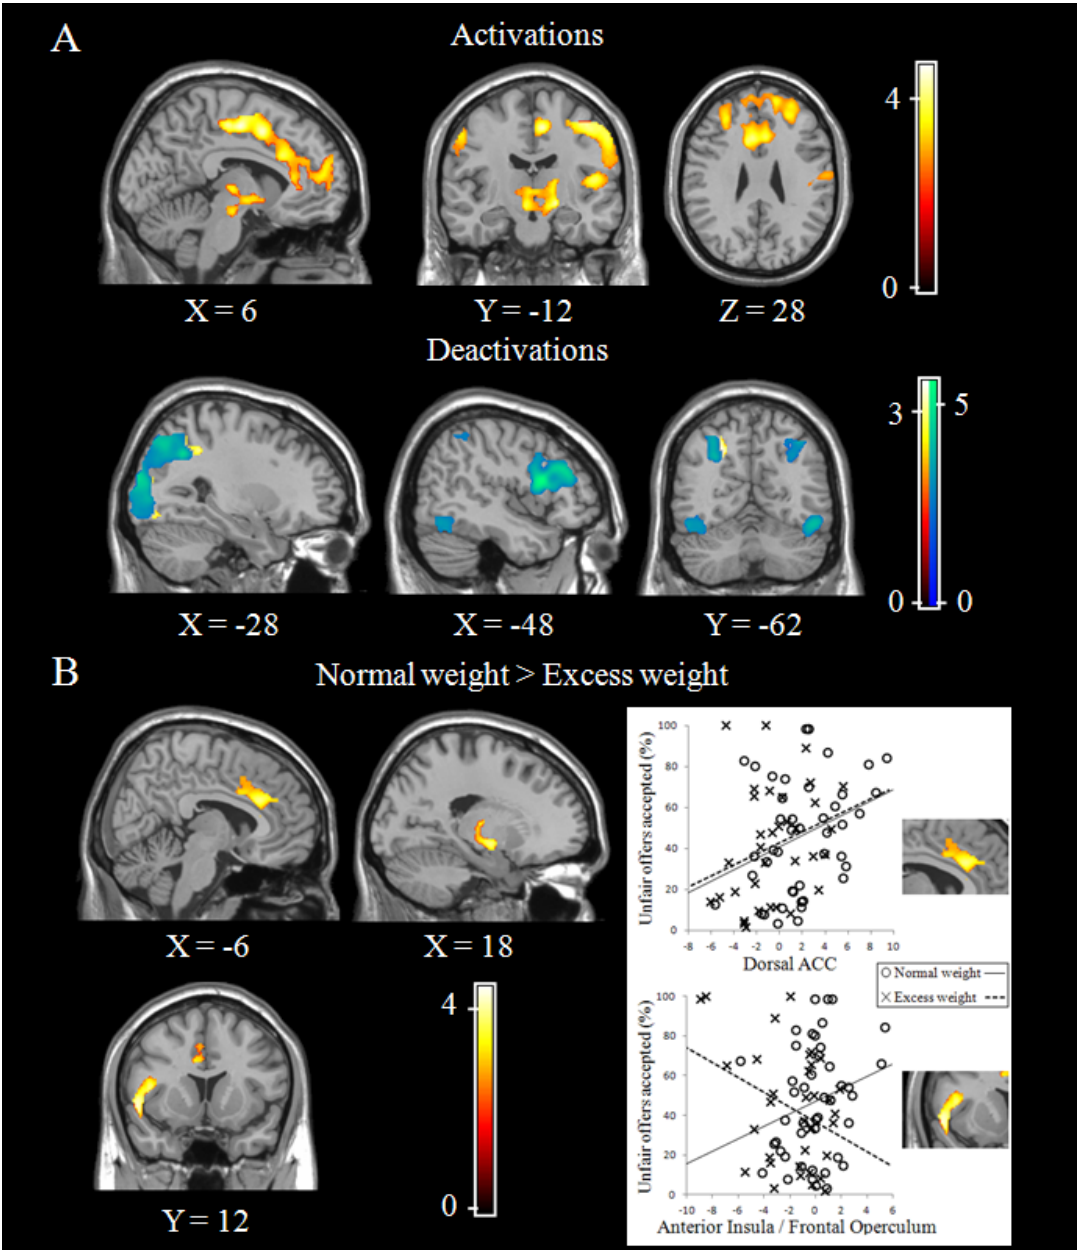 A
Activations
4
0
X = 6
Y = -12
Z = 28
Deactivations
3
5
0
0
X = -28
X = -48
Y = -62
B
Normal weight > Excess weight
X = -6
X = 18
4
0
Y = 12
Unfair offers accepted (%)
100
80
60
40
20
0
-8 -6 -4 -2 0 2 4 6 8 10
Dorsal ACC
Normal weight
Excess weight
Unfair offers accepted (%)
100
80
60
40
20
0
-10 -8 -6 -4 -2 0 2 4 6
Anterior Insula / Frontal Operculum